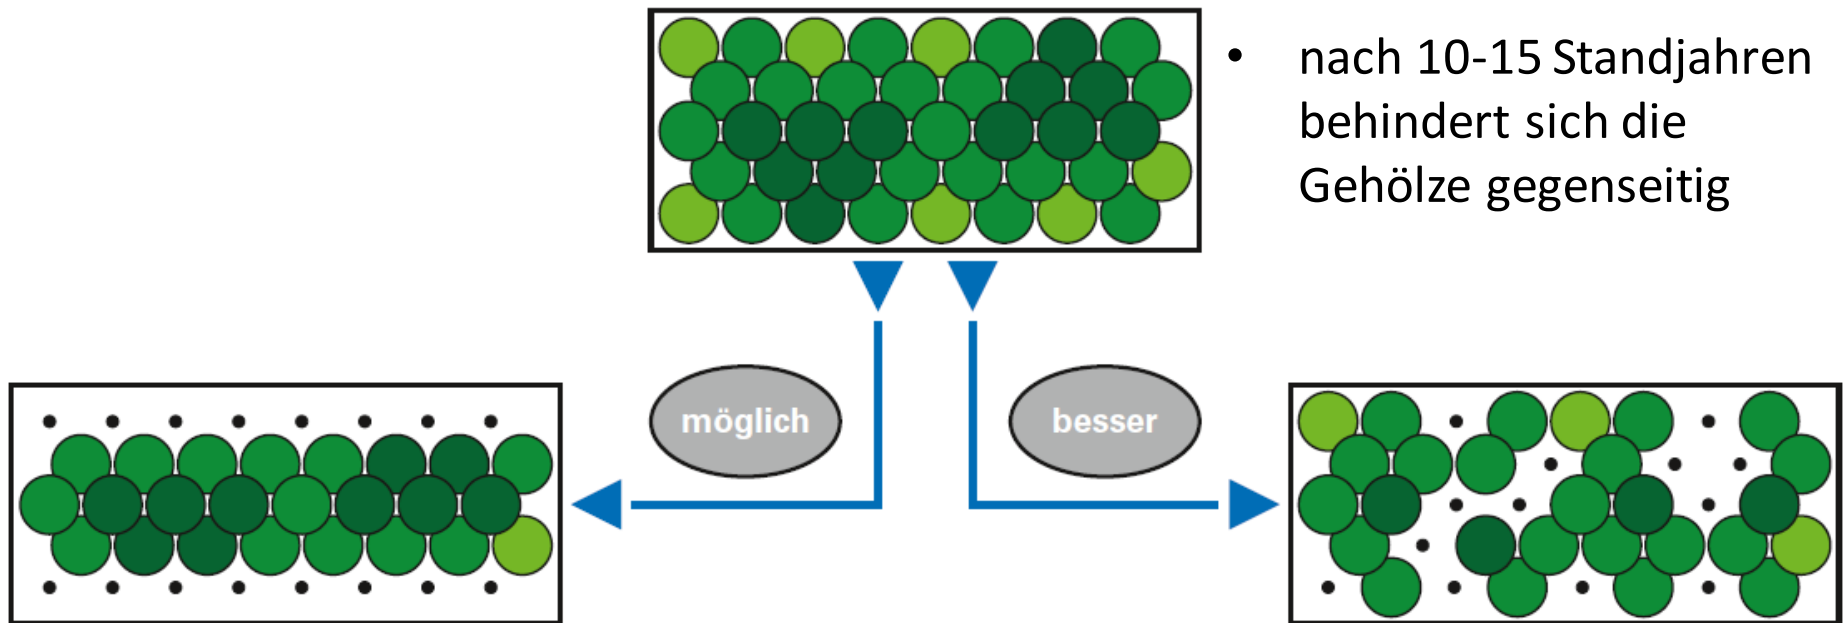 • nach 10-15 Standjahren
behindert sich die
Gehölze gegenseitig
möglich
besser